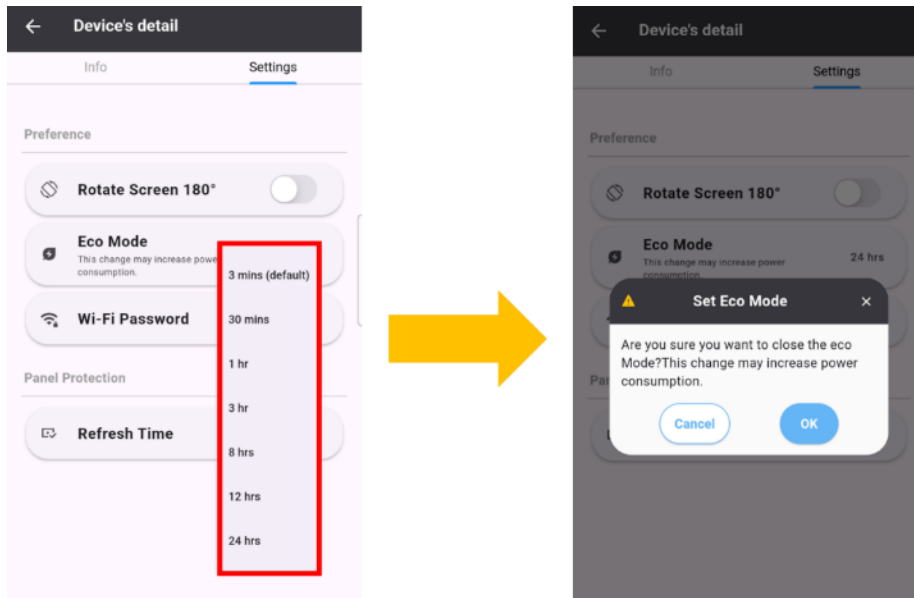 Device's detail
Info
Settings
Preference
Rotate Screen 180°
Eco Mode
This change may increase powe
consumption.
Wi-Fi Password
Panel Protection
Refresh Time
3 mins (default)
30 mins
1 hr
3 hr
8 hrs
12 hrs
24 hrs
Device's detail
Info
Settings
Preference
Rotate Screen 180°
Eco Mode
This change may increase power
consumption.
24 hrs
Set Eco Mode
Are you sure you want to close the eco
Mode?This change may increase power
consumption.
Cancel
OK
Pan